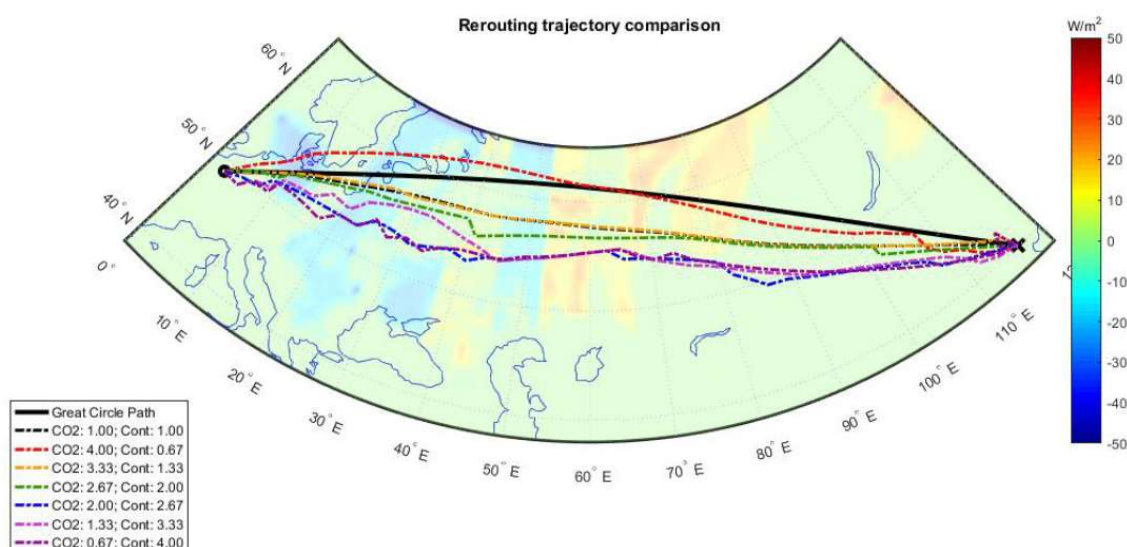 Rerouting trajectory comparison
W/m²
50
40
30
20
10
0
-10
-20
-30
-40
-50
60° N
50° N
40° N
0°
10° E
20° E
30° E
40° E
50° E
60° E
70° E
80° E
90° E
100° E
110° E
Great Circle Path
CO2: 1.00; Cont: 1.00
CO2: 4.00; Cont: 0.67
CO2: 3.33; Cont: 1.33
CO2: 2.67; Cont: 2.00
CO2: 2.00; Cont: 2.67
CO2: 1.33; Cont: 3.33
CO2: 0.67; Cont: 4.00